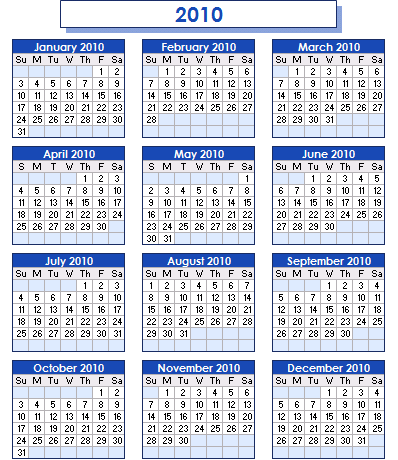 2010
January 2010
Su M Tu W Th F Sa
1 2
3 4 5 6 7 8 9
10 11 12 13 14 15 16
17 18 19 20 21 22 23
24 25 26 27 28 29 30
31
February 2010
Su M Tu W Th F Sa
1 2 3 4 5 6
7 8 9 10 11 12 13
14 15 16 17 18 19 20
21 22 23 24 25 26 27
28
March 2010
Su M Tu W Th F Sa
1 2 3 4 5 6
7 8 9 10 11 12 13
14 15 16 17 18 19 20
21 22 23 24 25 26 27
28 29 30 31
April 2010
S M Tu W Th F Sa
1 2 3
4 5 6 7 8 9 10
11 12 13 14 15 16 17
18 19 20 21 22 23 24
25 26 27 28 29 30
May 2010
S M Tu W Th F Sa
1
2 3 4 5 6 7 8
9 10 11 12 13 14 15
16 17 18 19 20 21 22
23 24 25 26 27 28 29
30 31
June 2010
Su M Tu W Th F Sa
1 2 3 4 5
6 7 8 9 10 11 12
13 14 15 16 17 18 19
20 21 22 23 24 25 26
27 28 29 30
July 2010
Su M Tu W Th F Sa
1 2 3
4 5 6 7 8 9 10
11 12 13 14 15 16 17
18 19 20 21 22 23 24
25 26 27 28 29 30 31
August 2010
Su M Tu W Th F Sa
1 2 3 4 5 6 7
8 9 10 11 12 13 14
15 16 17 18 19 20 21
22 23 24 25 26 27 28
29 30 31
September 2010
Su M Tu W Th F Sa
1 2 3 4
5 6 7 8 9 10 11
12 13 14 15 16 17 18
19 20 21 22 23 24 25
26 27 28 29 30
October 2010
Su M Tu W Th F Sa
1 2
3 4 5 6 7 8 9
10 11 12 13 14 15 16
17 18 19 20 21 22 23
24 25 26 27 28 29 30
31
November 2010
Su M Tu W Th F Sa
1 2 3 4 5 6
7 8 9 10 11 12 13
14 15 16 17 18 19 20
21 22 23 24 25 26 27
28 29 30
December 2010
Su M Tu W Th F Sa
1 2 3 4
5 6 7 8 9 10 11
12 13 14 15 16 17 18
19 20 21 22 23 24 25
26 27 28 29 30 31